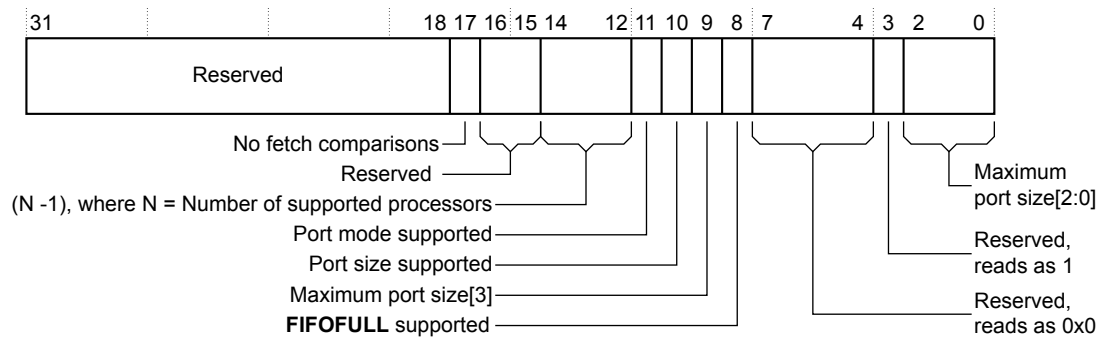 31 18 17 16 15 14 12 11 10 9 8 7 4 3 2 0
Reserved
No fetch comparisons
Reserved
(N -1), where N = Number of supported processors
Port mode supported
Port size supported
Maximum port size[3]
FIFOFULL supported
Maximum
port size[2:0]
Reserved,
reads as 1
Reserved,
reads as 0x0